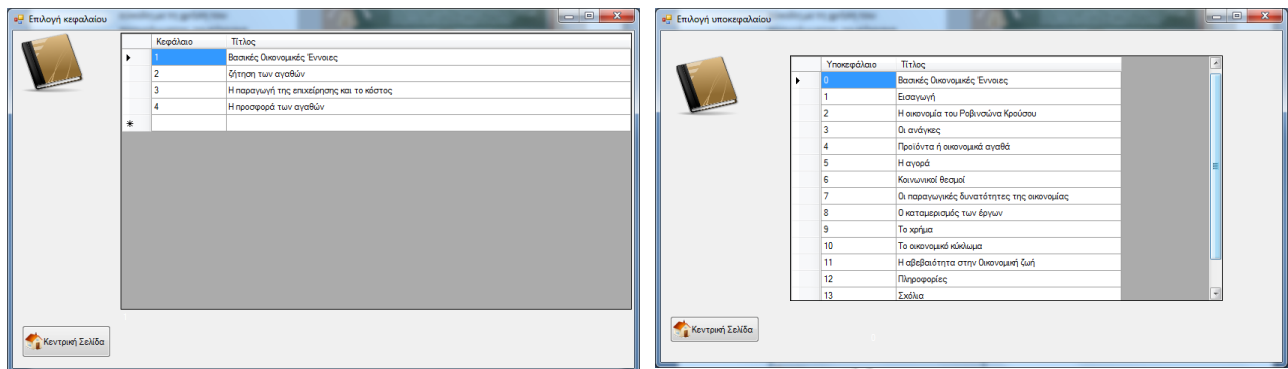 Επιλογή κεφαλαίου
Κεφάλαιο Τίτλος
1 Βασικές Οικονομικές Έννοιες
2 ζήτηση των αγαθών
3 Η παραγωγή της επιχείρησης και το κόστος
4 Η προσφορά των αγαθών
Κεντρική Σελίδα
Επιλογή υποκεφαλαίου
Υποκεφάλαιο Τίτλος
0 Βασικές Οικονομικές Έννοιες
1 Εισαγωγή
2 Η οικονομία του Ροβινσώνα Κρούσου
3 Οι ανάγκες
4 Προϊόντα ή οικονομικά αγαθά
5 Η αγορά
6 Κοινωνικοί θεσμοί
7 Οι παραγωγικές δυνατότητες της οικονομίας
8 Ο καταμερισμός των έργων
9 Το χρήμα
10 Το οικονομικό κύκλωμα
11 Η αβεβαιότητα στην Οικονομική ζωή
12 Πληροφορίες
13 Σχόλια
Κεντρική Σελίδα